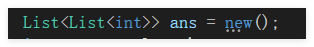 List<List<int>> ans = new();